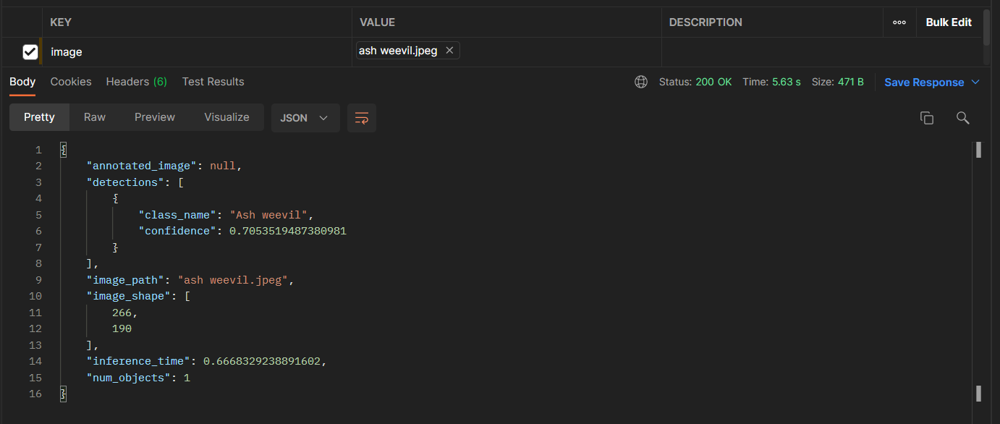 KEY VALUE DESCRIPTION ooo Bulk Edit
image ash weevil.jpeg ×
Body Cookies Headers (6) Test Results Status: 200 OK Time: 5.63 s Size: 471 B Save Response
Pretty Raw Preview Visualize JSON
1 {
2 "annotated_image": null,
3 "detections": [
4 {
5 "class_name": "Ash weevil",
6 "confidence": 0.7053519487380981
7 }
8 ],
9 "image_path": "ash weevil.jpeg",
10 "image_shape": [
11 266,
12 190
13 ],
14 "inference_time": 0.6668329238891602,
15 "num_objects": 1
16 }